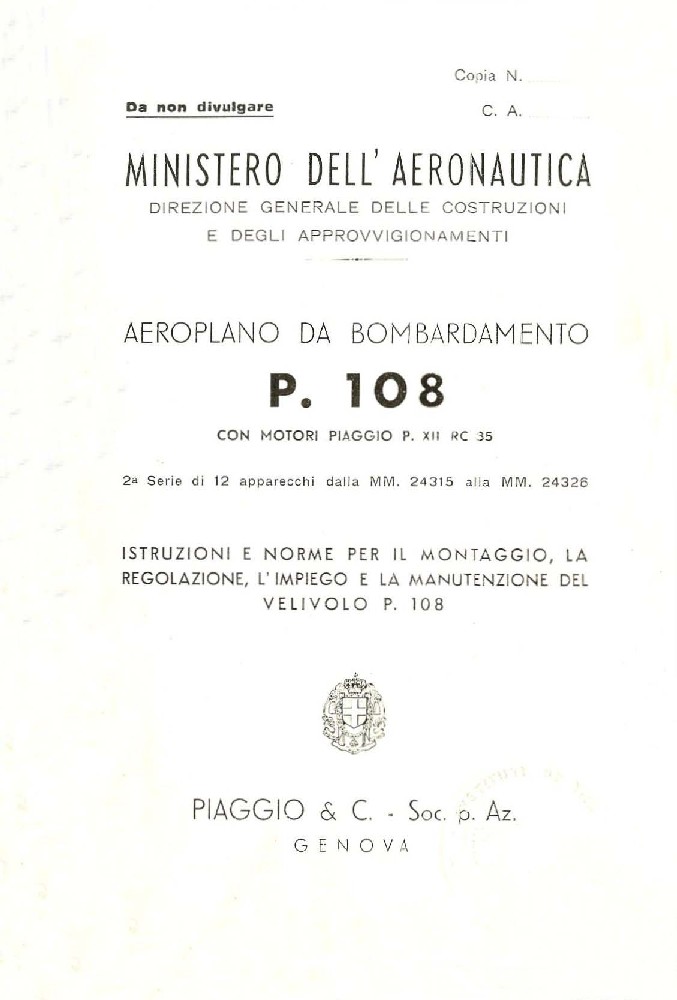 Copia N.
Da non divulgare
C. A.
MINISTERO DELL' AERONAUTICA
DIREZIONE GENERALE DELLE COSTRUZIONI
E DEGLI APPROVVIGIONAMENTI
AEROPLANO DA BOMBARDAMENTO
P. 108
CON MOTORI PIAGGIO P. XII RC 35
2ª Serie di 12 apparecchi dalla MM. 24315 alla MM. 24326
ISTRUZIONI E NORME PER IL MONTAGGIO, LA
REGOLAZIONE, L'IMPIEGO E LA MANUTENZIONE DEL
VELIVOLO P. 108
PIAGGIO & C. - Soc. p. Az.
GENOVA